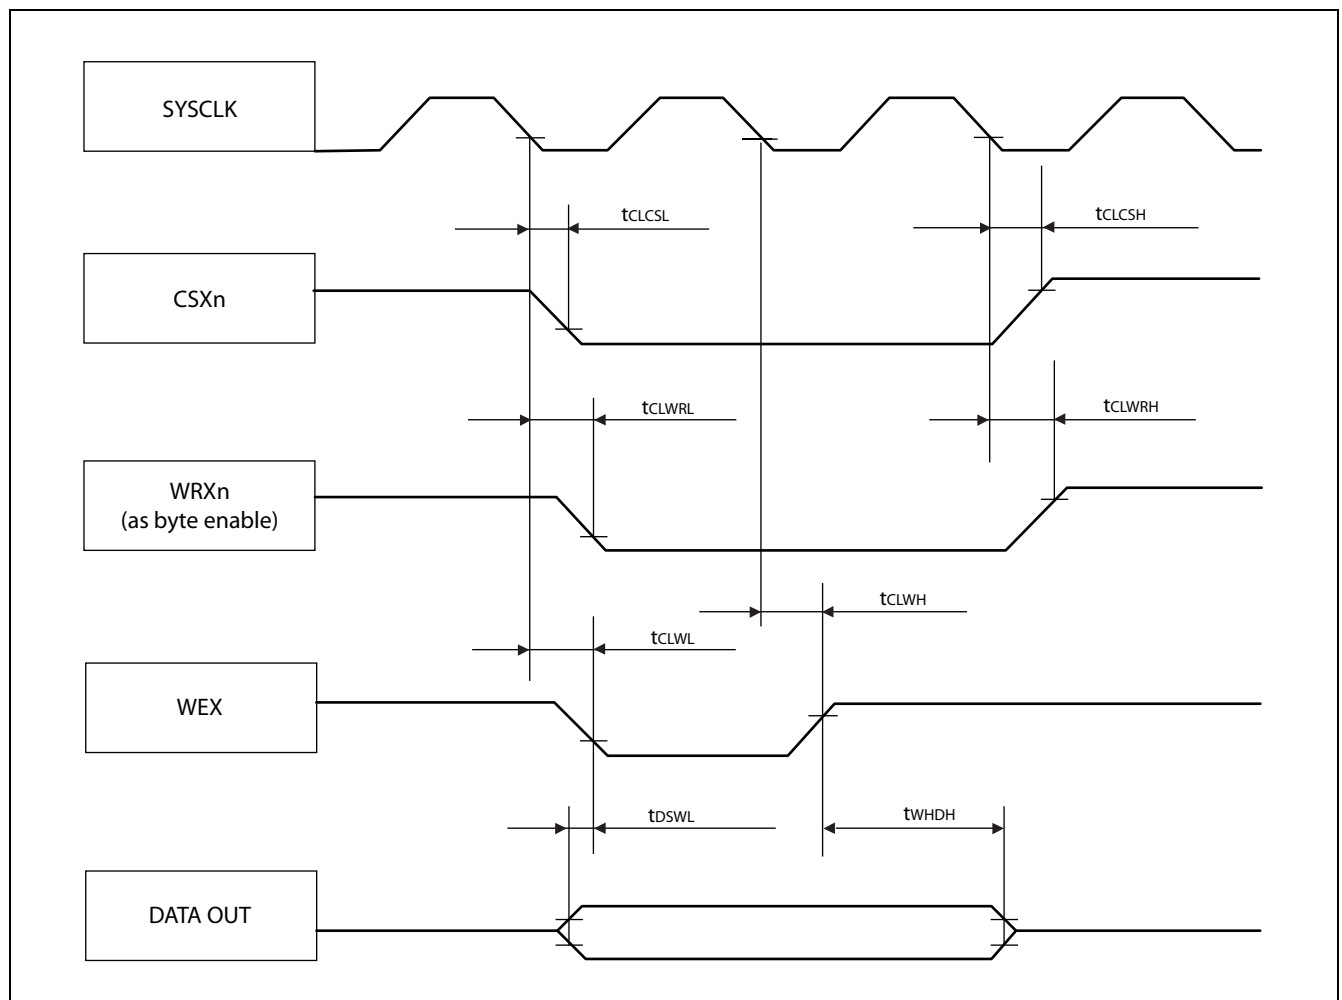 SYSCLK
tCLCSL
tCLCSH
CSXn
tCLWRL
tCLWRH
WRXn
(as byte enable)
tCLWH
tCLWL
WEX
tDSWL
tWHDH
DATA OUT